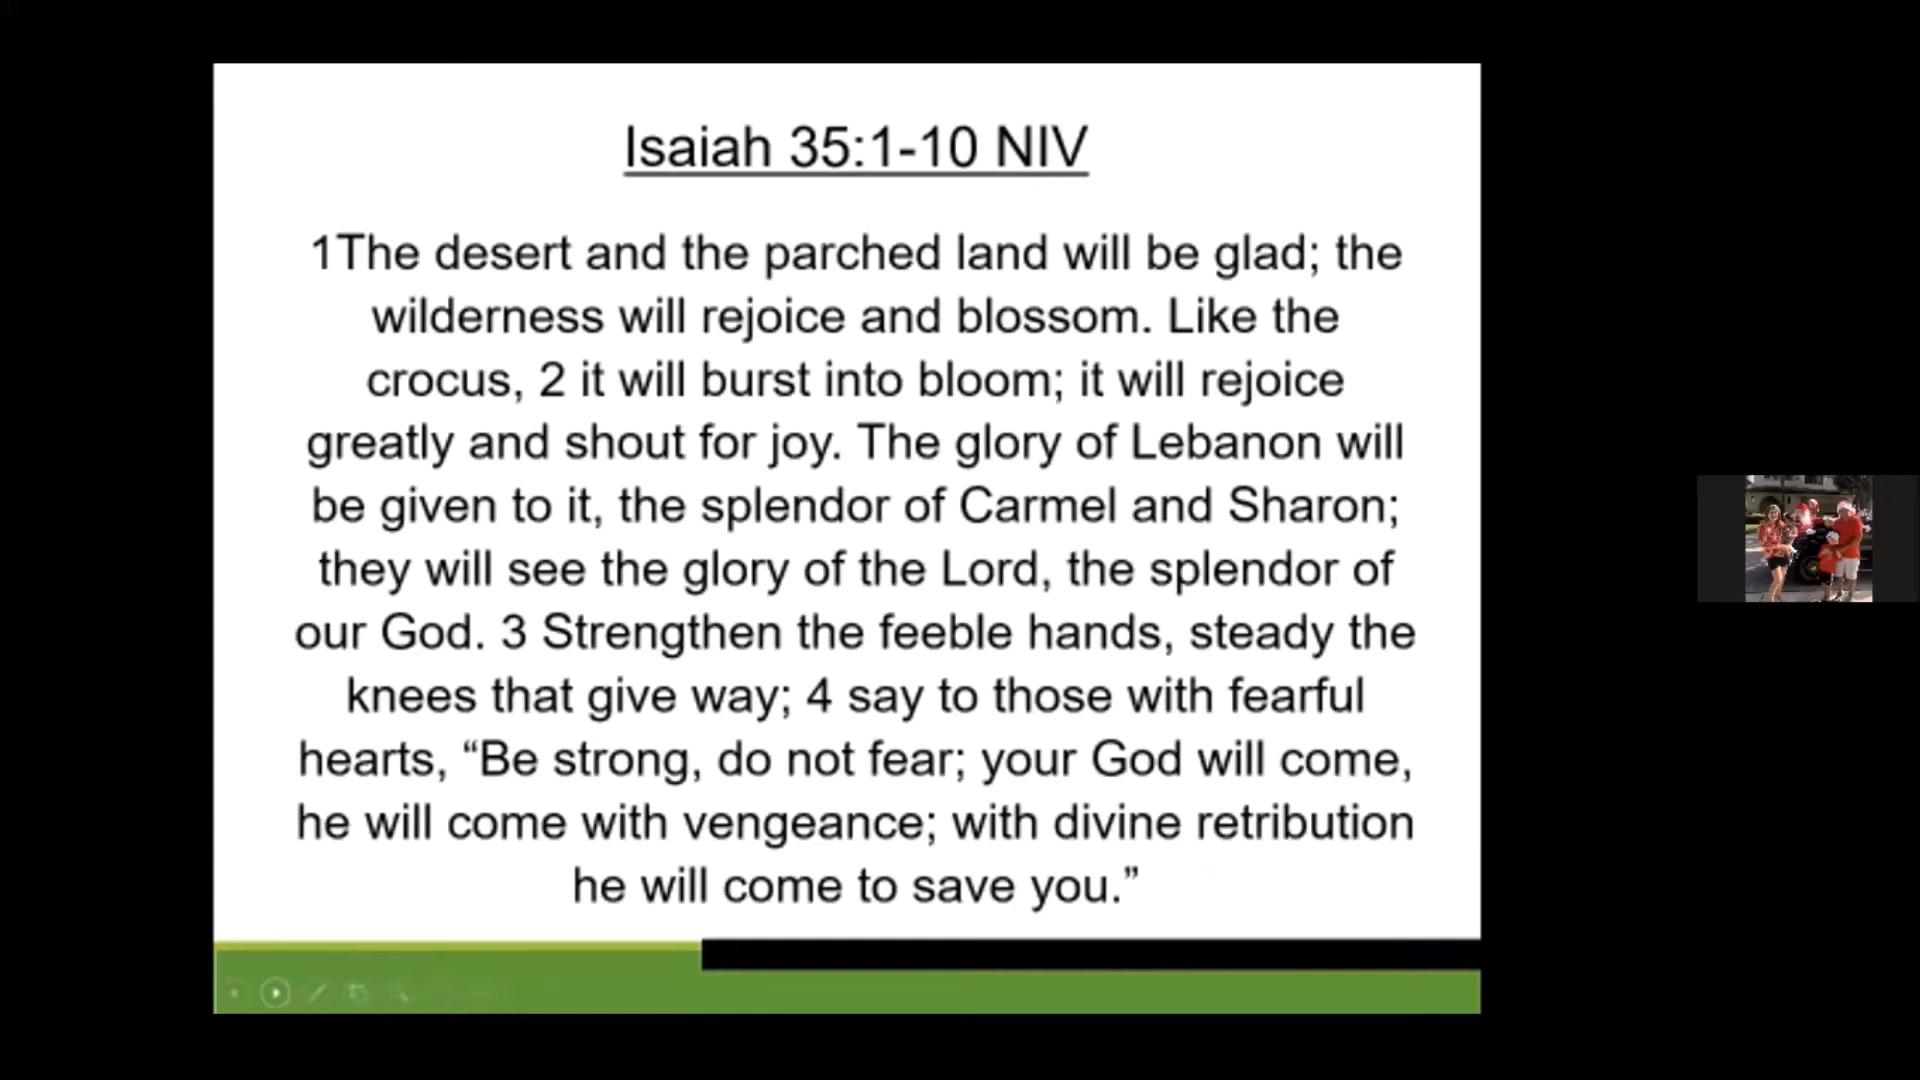 Isaiah 35:1-10 NIV
1The desert and the parched land will be glad; the
wilderness will rejoice and blossom. Like the
crocus, 2 it will burst into bloom; it will rejoice
greatly and shout for joy. The glory of Lebanon will
be given to it, the splendor of Carmel and Sharon;
they will see the glory of the Lord, the splendor of
our God. 3 Strengthen the feeble hands, steady the
knees that give way; 4 say to those with fearful
hearts, “Be strong, do not fear; your God will come,
he will come with vengeance; with divine retribution
he will come to save you.”